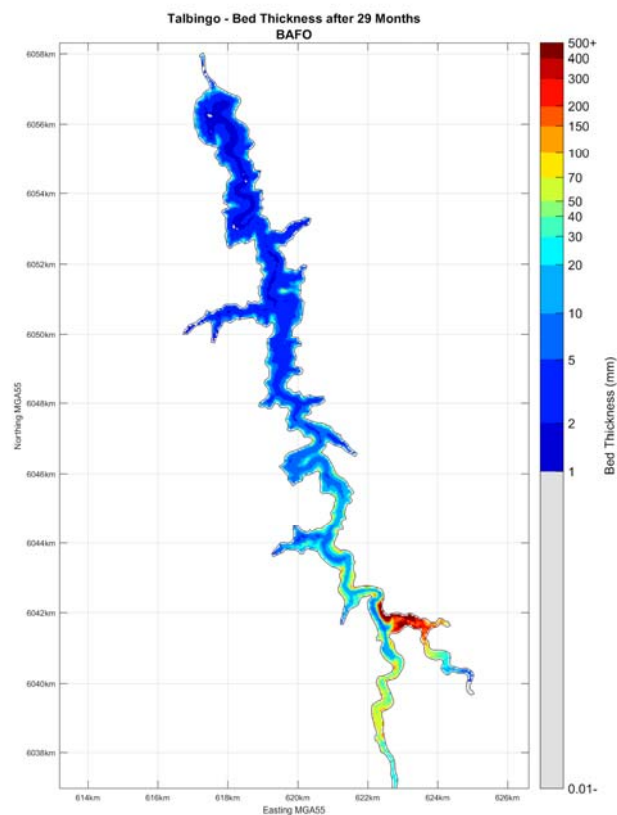 Talbingo - Bed Thickness after 29 Months
BAFO
6058km
6056km
6054km
6052km
6050km
6048km
6046km
6044km
6042km
6040km
6038km
Northing MGA55
614km
616km
618km
620km
622km
624km
626km
Easting MGA55
500+
400
300
200
150
100
70
50
40
30
20
10
5
2
1
0.01-
Bed Thickness (mm)